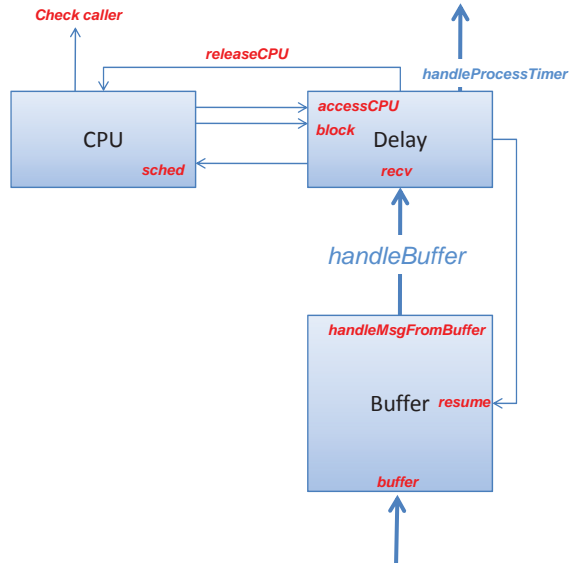 Check caller
releaseCPU
handleProcessTimer
accessCPU
block
CPU
Delay
sched
recv
handleBuffer
handleMsgFromBuffer
Buffer
resume
buffer